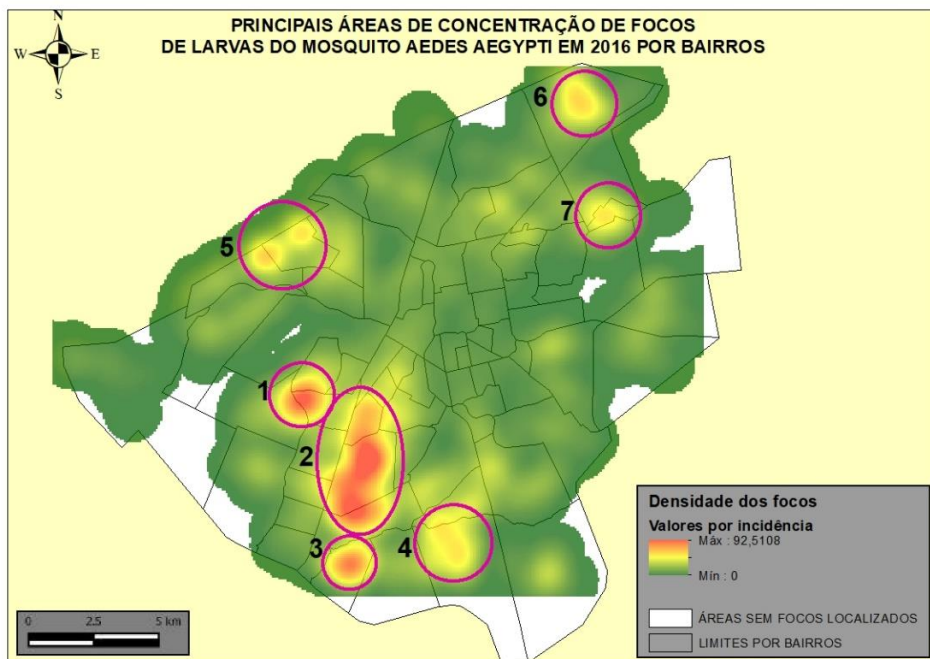 PRINCIPAIS ÁREAS DE CONCENTRAÇÃO DE FOCOS
DE LARVAS DO MOSQUITO AEDES AEGYPTI EM 2016 POR BAIRROS
N
W E
S
6
7
5
1
2
3
4
Densidade dos focos
Valores por incidência
Máx : 92,5108
Mín : 0
ÁREAS SEM FOCOS LOCALIZADOS
LIMITES POR BAIRROS
0 2.5 5 km